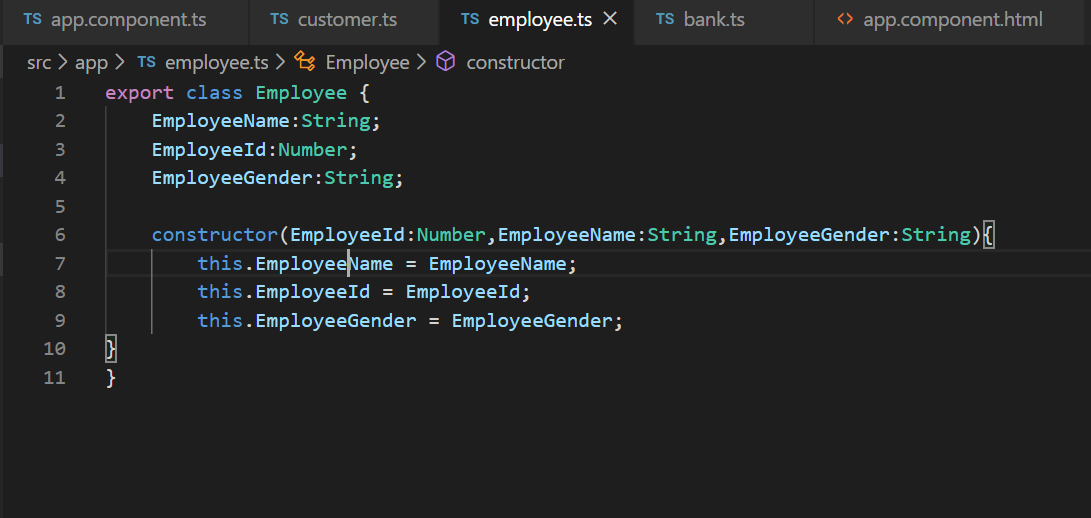 TS app.component.ts TS customer.ts TS employee.ts × TS bank.ts <> app.component.html
src > app > TS employee.ts > Employee > constructor
1 export class Employee {
2     EmployeeName:String;
3     EmployeeId:Number;
4     EmployeeGender:String;
5
6     constructor(EmployeeId:Number,EmployeeName:String,EmployeeGender:String){
7         this.EmployeeName = EmployeeName;
8         this.EmployeeId = EmployeeId;
9         this.EmployeeGender = EmployeeGender;
10 }
11 }